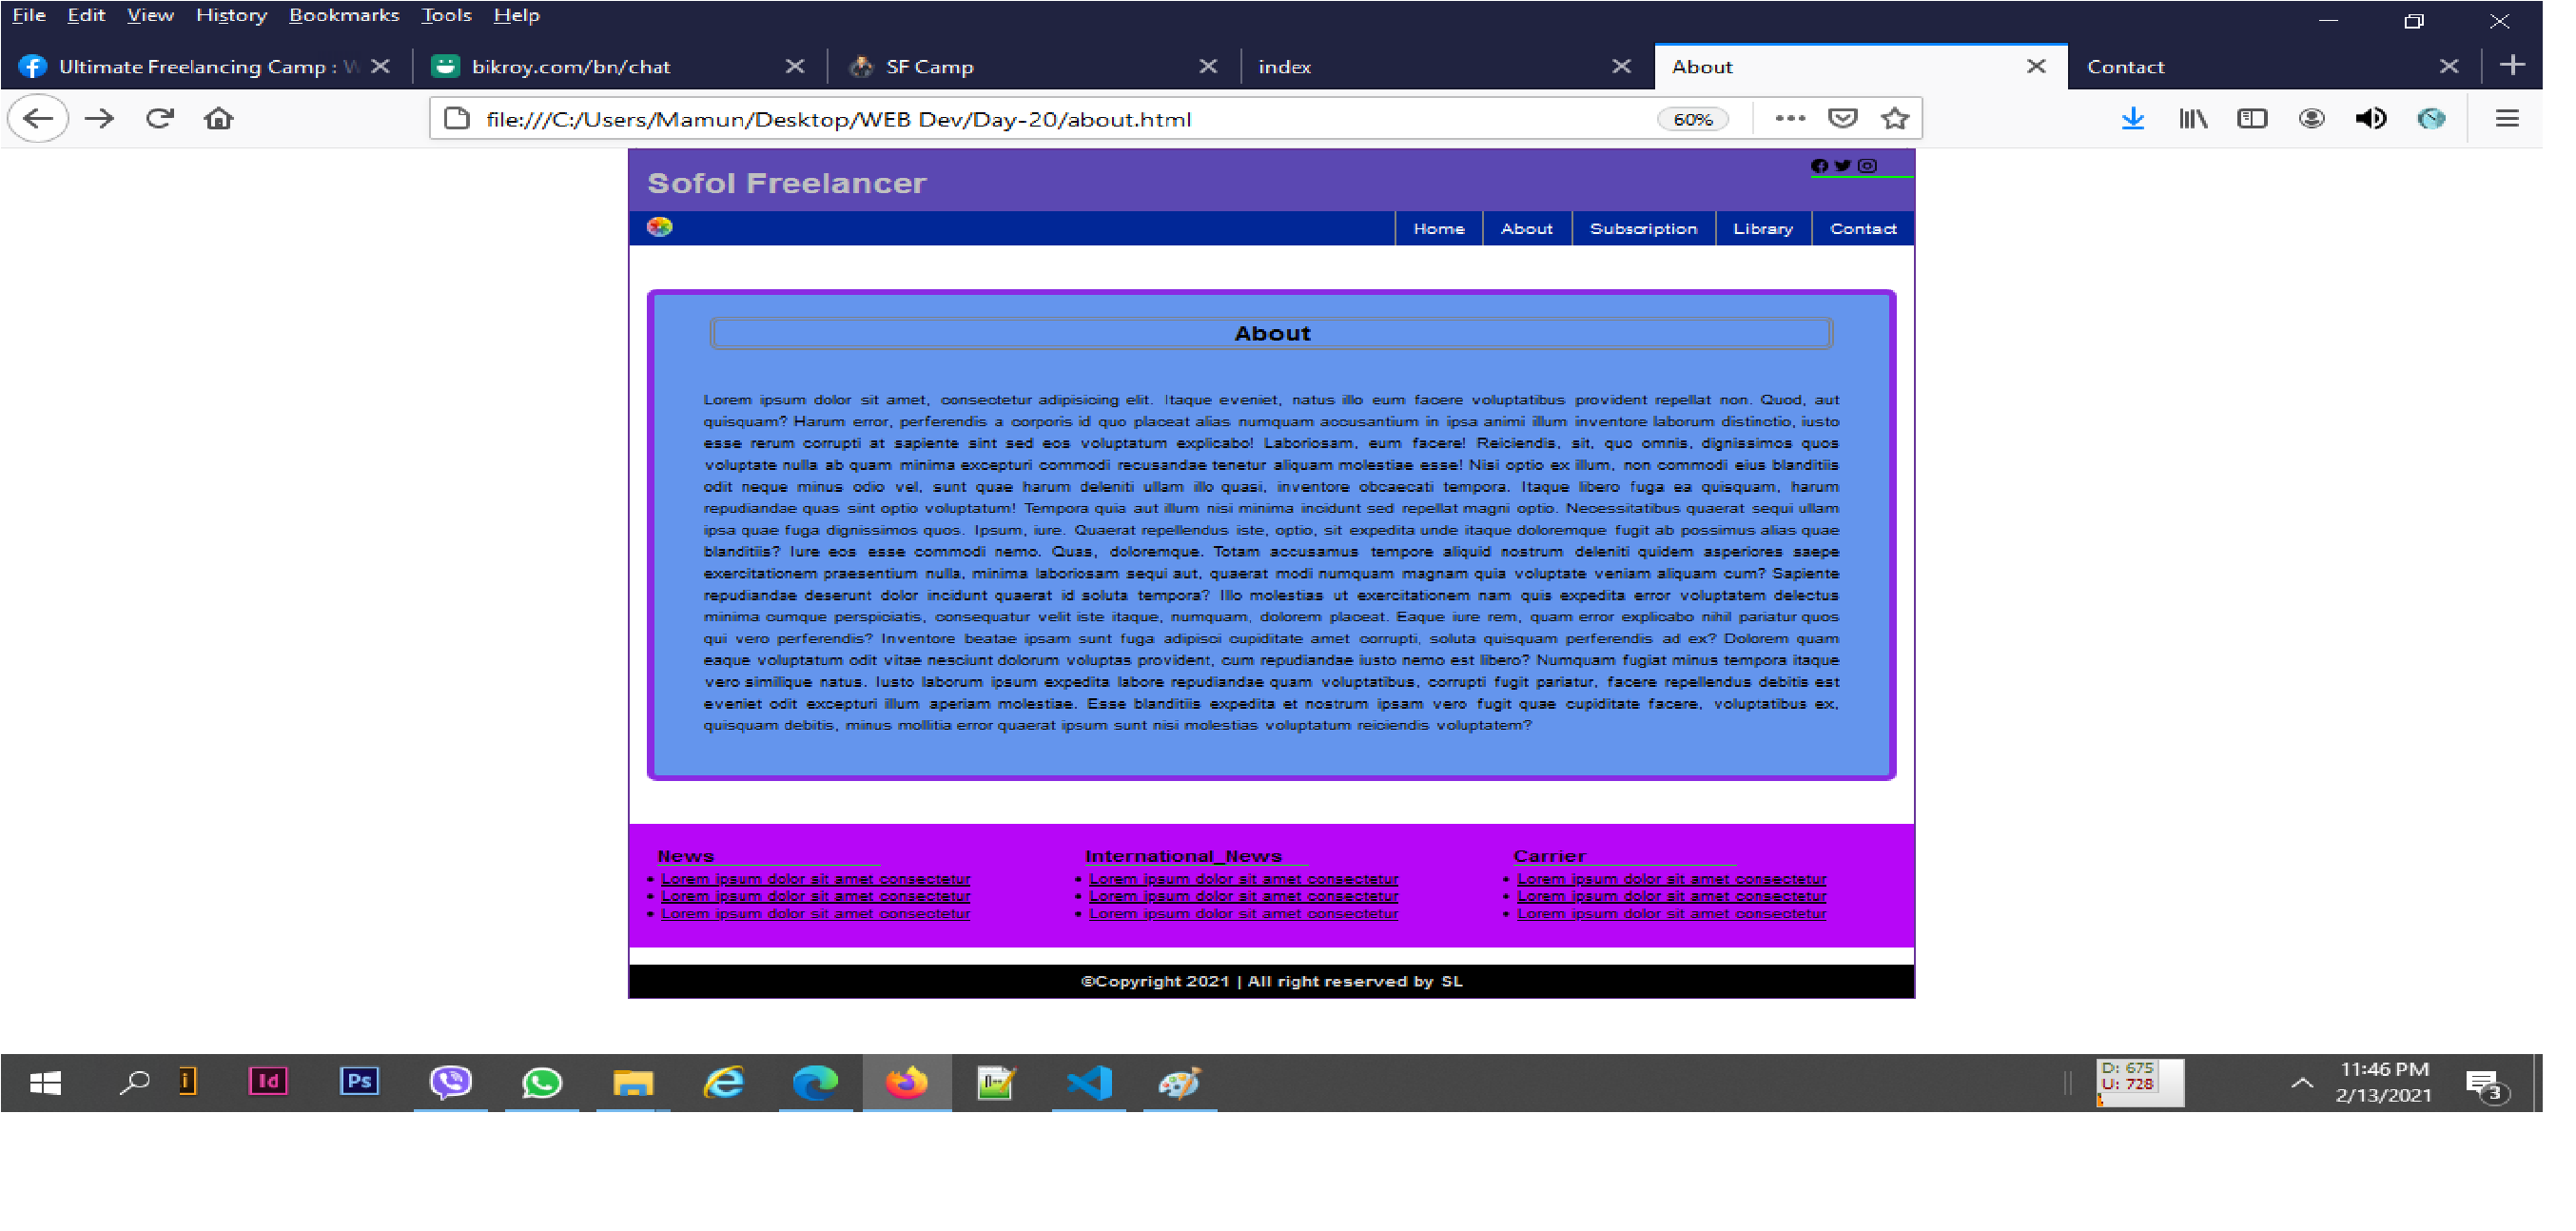 File Edit View History Bookmarks Tools Help
Ultimate Freelancing Camp : W bikroy.com/bn/chat SF Camp index About Contact
file:///C:/Users/Mamun/Desktop/WEB Dev/Day-20/about.html 60%
Sofol Freelancer
Home About Subscription Library Contact
About
Lorem ipsum dolor sit amet, consectetur adipisicing elit. Itaque eveniet, natus illo eum facere voluptatibus provident repellat non. Quod, aut
quisquam? Harum error, perferendis a corporis id quo placeat alias numquam accusantium in ipsa animi illum inventore laborum distinctio, iusto
esse rerum corrupti at sapiente sint sed eos voluptatum explicabo! Laboriosam, eum facere! Reiciendis, sit, quo omnis, dignissimos quos
voluptate nulla ab quam minima excepturi commodi recusandae tenetur aliquam molestiae esse! Nisi optio ex illum, non commodi eius blanditiis
odit neque minus odio vel, sunt quae harum deleniti ullam illo quasi, inventore obcaecati tempora. Itaque libero fuga ea quisquam, harum
repudiandae quas sint optio voluptatum! Tempora quia aut illum nisi minima incidunt sed repellat magni optio. Necessitatibus quaerat sequi ullam
ipsa quae fuga dignissimos quos. Ipsum, iure. Quaerat repellendus iste, optio, sit expedita unde itaque doloremque fugit ab possimus alias quae
blanditiis? Iure eos esse commodi nemo. Quas, doloremque. Totam accusamus tempore aliquid nostrum deleniti quidem asperiores saepe
exercitationem praesentium nulla, minima laboriosam sequi aut, quaerat modi numquam magnam quia voluptate veniam aliquam cum? Sapiente
repudiandae deserunt dolor incidunt quaerat id soluta tempora? Illo molestias ut exercitationem nam quis expedita error voluptatem delectus
minima cumque perspiciatis, consequatur velit iste itaque, numquam, dolorem placeat. Eaque iure rem, quam error explicabo nihil pariatur quos
qui vero perferendis? Inventore beatae ipsam sunt fuga adipisci cupiditate amet corrupti, soluta quisquam perferendis ad ex? Dolorem quam
eaque voluptatum odit vitae nesciunt dolorum voluptas provident, cum repudiandae iusto nemo est libero? Numquam fugiat minus tempora itaque
vero similique natus. Iusto laborum ipsum expedita labore repudiandae quam voluptatibus, corrupti fugit pariatur, facere repellendus debitis est
eveniet odit excepturi illum aperiam molestiae. Esse blanditiis expedita et nostrum ipsam vero fugit quae cupiditate facere, voluptatibus ex,
quisquam debitis, minus mollitia error quaerat ipsum sunt nisi molestias voluptatum reiciendis voluptatem?
News International_News Carrier
• Lorem ipsum dolor sit amet consectetur • Lorem ipsum dolor sit amet consectetur • Lorem ipsum dolor sit amet consectetur
• Lorem ipsum dolor sit amet consectetur • Lorem ipsum dolor sit amet consectetur • Lorem ipsum dolor sit amet consectetur
• Lorem ipsum dolor sit amet consectetur • Lorem ipsum dolor sit amet consectetur • Lorem ipsum dolor sit amet consectetur
©Copyright 2021 | All right reserved by SL
Id Ps
D: 675
U: 728
11:46 PM
2/13/2021
3